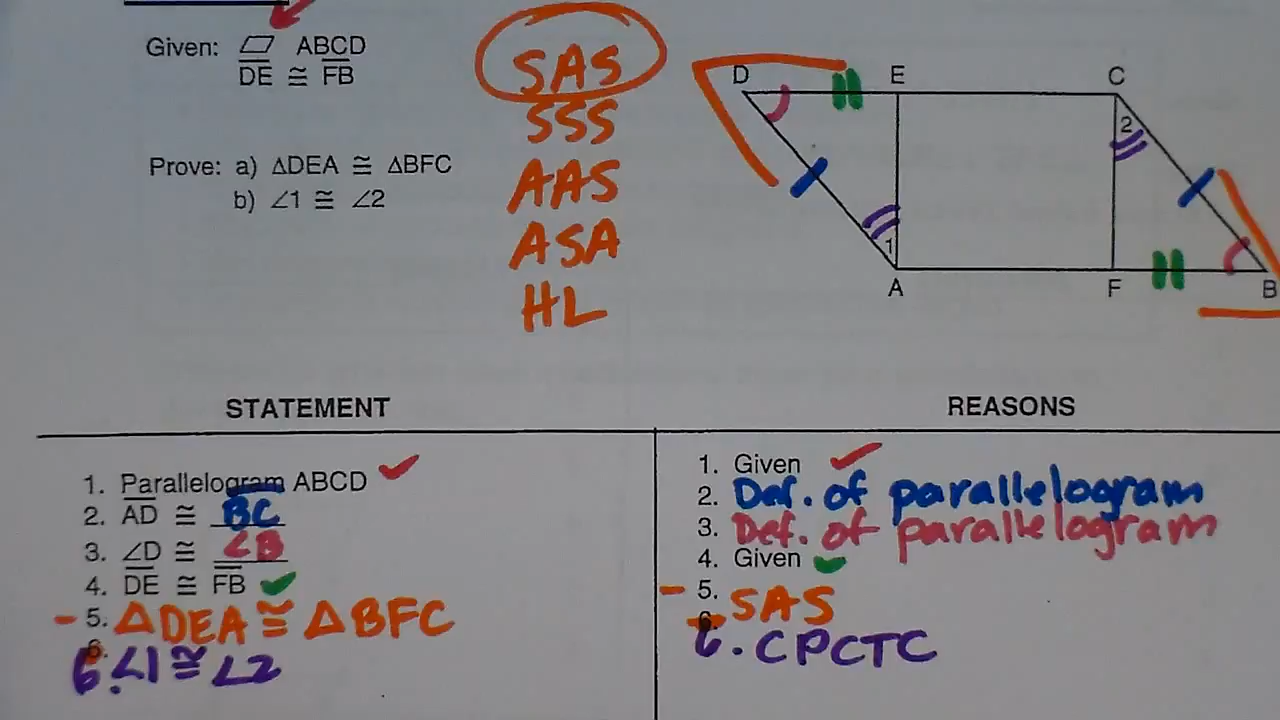 Given: ▱ ABCD
DE ≅ FB
Prove: a) ΔDEA ≅ ΔBFC
b) ∠1 ≅ ∠2
SAS
SSS
AAS
ASA
HL
D E C
2
1
A F B
STATEMENT REASONS
1. Parallelogram ABCD
2. AD ≅ BC
3. ∠D ≅ ∠B
4. DE ≅ FB
5. ΔDEA ≅ ΔBFC
6.
6. ∠1 ≅ ∠2
1. Given
2. Def. of parallelogram
3. Def. of parallelogram
4. Given
5. SAS
6.
6. CPCTC